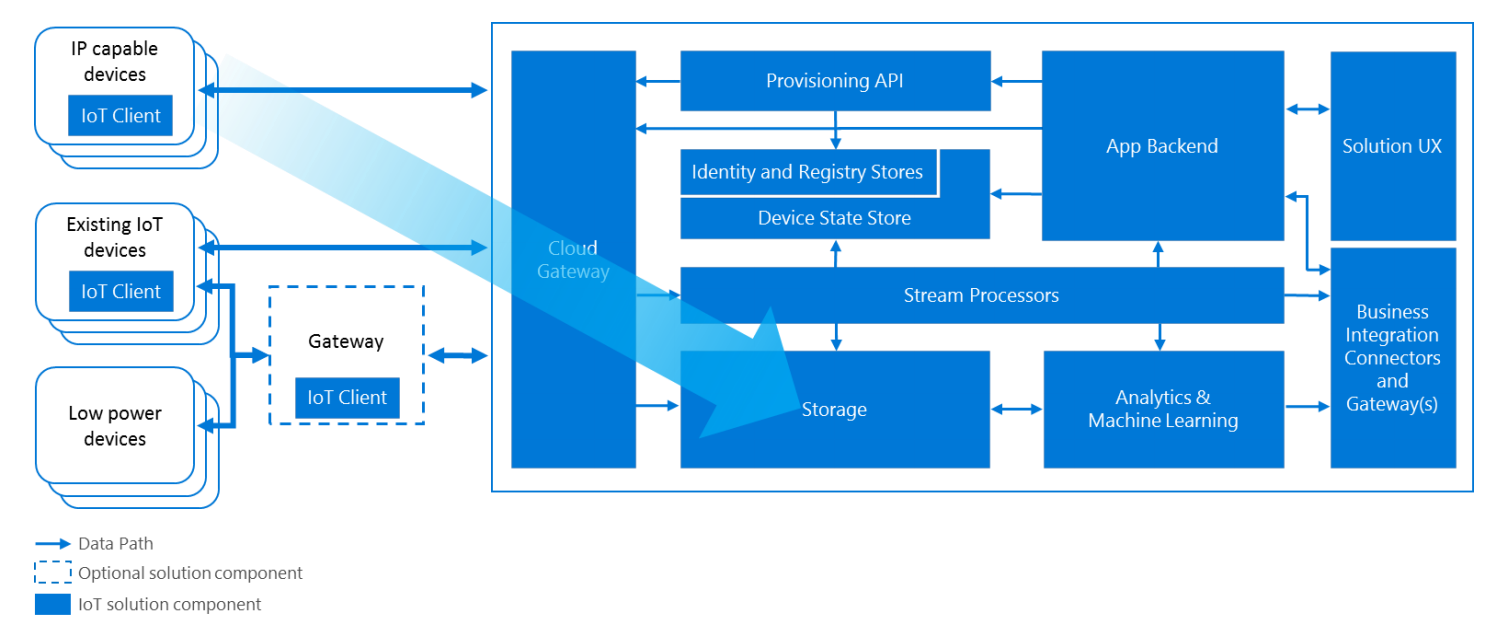 IP capable
devices
IoT Client
Existing IoT
devices
IoT Client
Low power
devices
Gateway
IoT Client
Cloud
Gateway
Provisioning API
Identity and Registry Stores
Device State Store
Stream Processors
Storage
App Backend
Analytics &
Machine Learning
Solution UX
Business
Integration
Connectors
and
Gateway(s)
Data Path
Optional solution component
IoT solution component